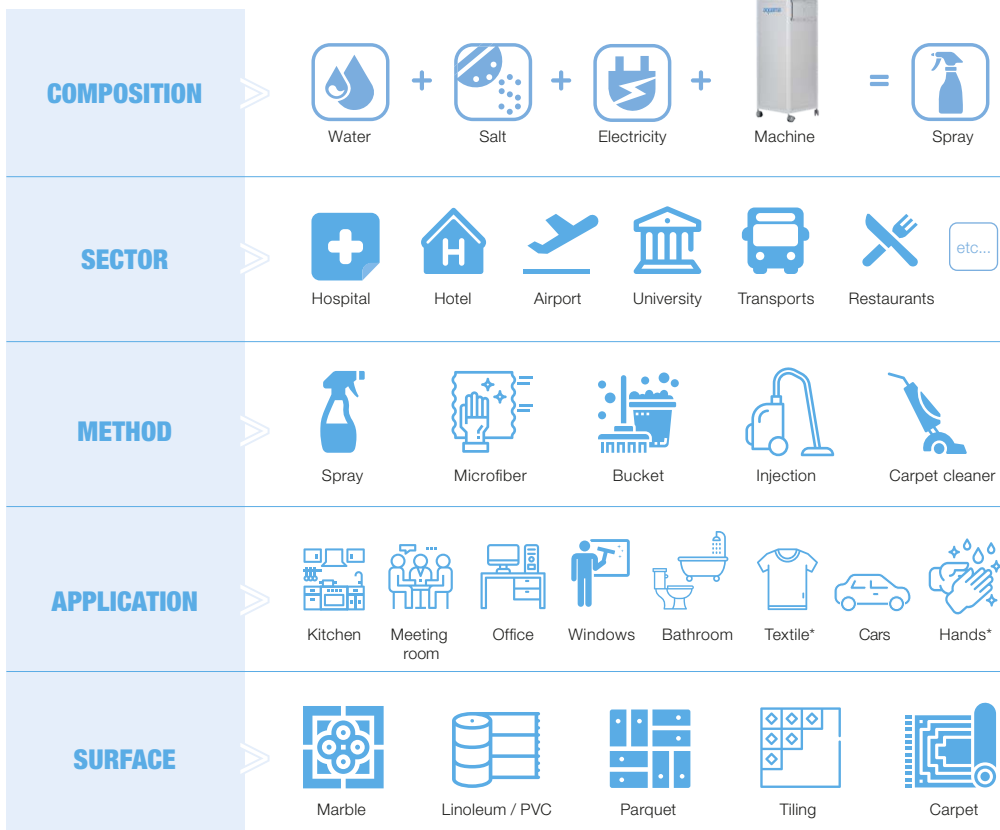 aquama
COMPOSITION
+ + + =
Water Salt Electricity Machine Spray
SECTOR
H
etc...
Hospital Hotel Airport University Transports Restaurants
METHOD
Spray Microfiber Bucket Injection Carpet cleaner
APPLICATION
Kitchen Meeting room Office Windows Bathroom Textile* Cars Hands*
SURFACE
Marble Linoleum / PVC Parquet Tiling Carpet